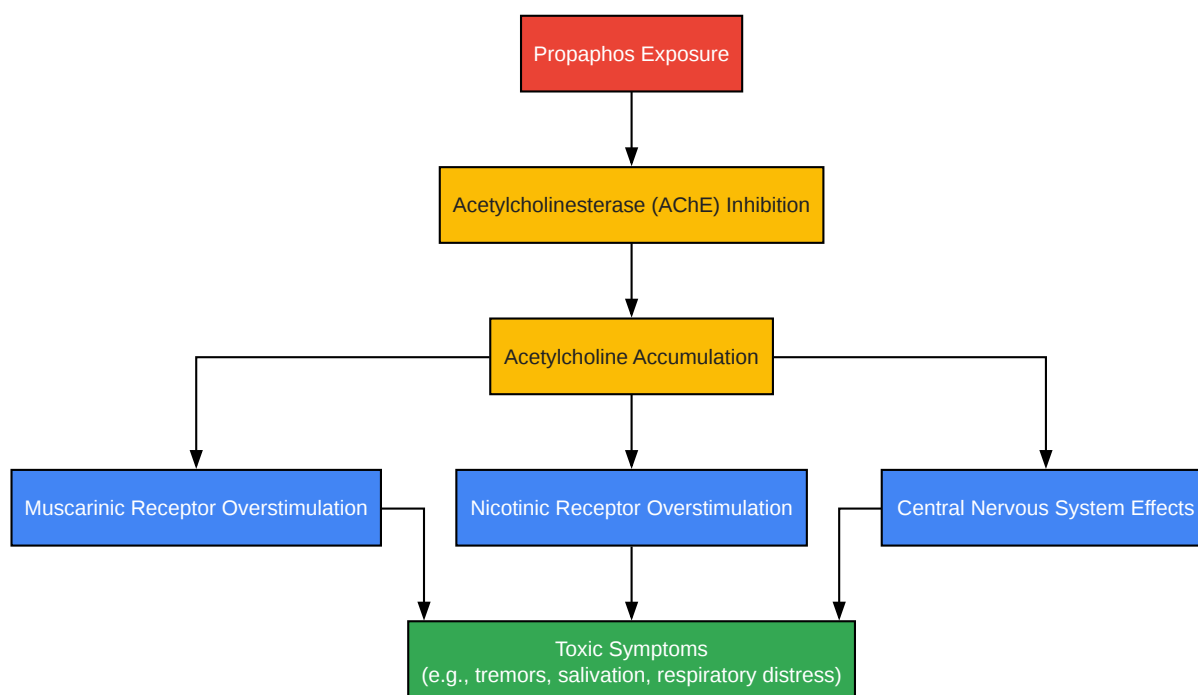 Propaphos Exposure
Acetylcholinesterase (AChE) Inhibition
Acetylcholine Accumulation
Muscarinic Receptor Overstimulation
Nicotinic Receptor Overstimulation
Central Nervous System Effects
Toxic Symptoms
(e.g., tremors, salivation, respiratory distress)